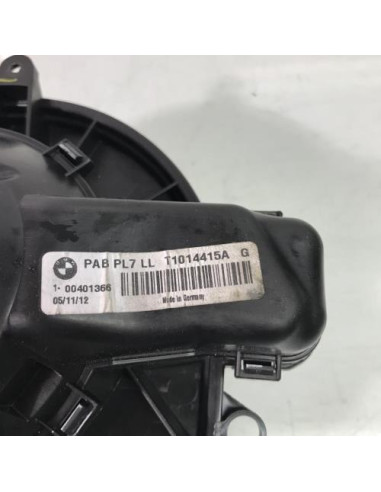 PAB PL7 LL T1014415A G
1- 00401366
05/11/12
Made in Germany